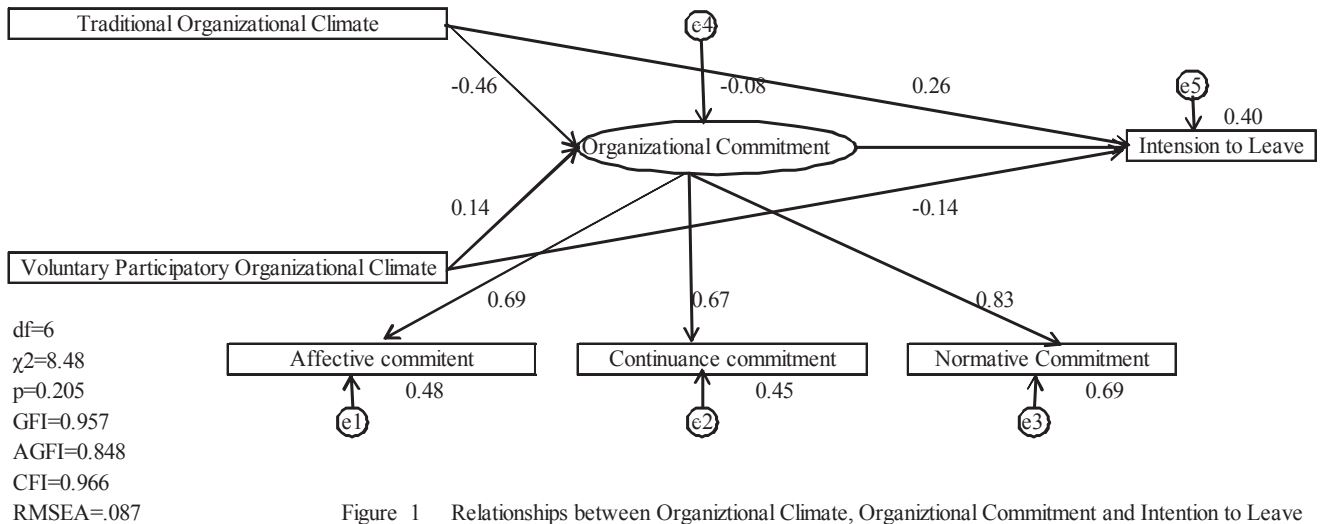 Traditional Organizational Climate
e4
-0.46
-0.08
0.26
e5
0.40
Organizational Commitment
Intension to Leave
0.14
-0.14
Voluntary Participatory Organizational Climate
0.69
0.67
0.83
df=6
χ2=8.48
p=0.205
GFI=0.957
AGFI=0.848
CFI=0.966
RMSEA=.087
Affective commitent
Continuance commitment
Normative Commitment
0.48
0.45
0.69
e1
e2
e3
Figure 1 Relationships between Organiztional Climate, Organiztional Commitment and Intention to Leave